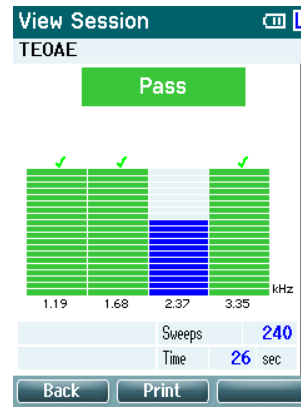 View Session L
TEOAE
Pass
kHz
1.19 1.68 2.37 3.35
Sweeps 240
Time 26 sec
Back Print